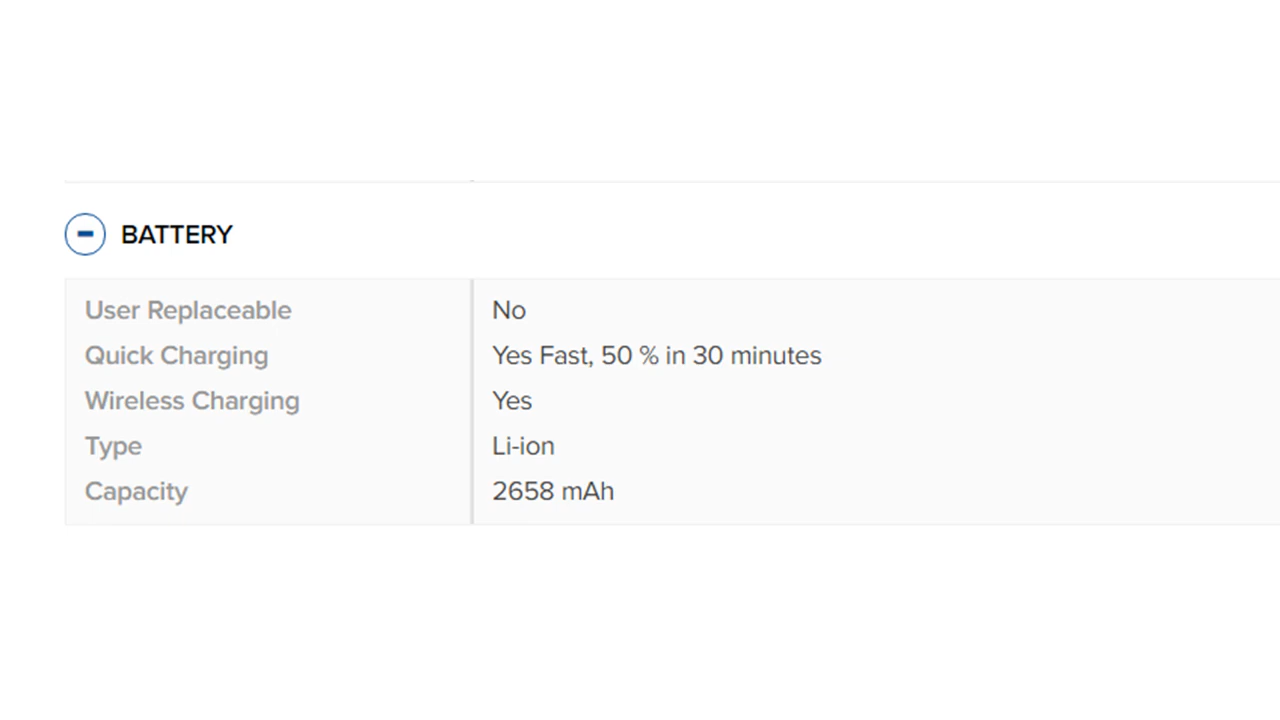 BATTERY
User Replaceable No
Quick Charging Yes Fast, 50 % in 30 minutes
Wireless Charging Yes
Type Li-ion
Capacity 2658 mAh